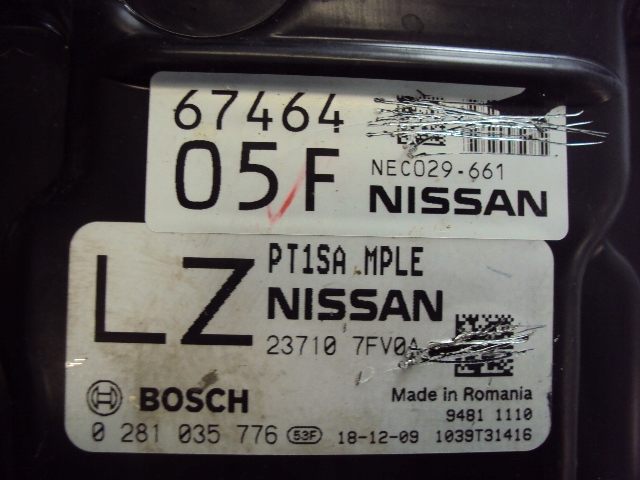 67464
05F
NEC029-661
NISSAN
LZ
PT1SA MPLE
NISSAN
23710 7FV0A
BOSCH
Made in Romania
9481 1110
0 281 035 776 53F 18-12-09 1039T31416